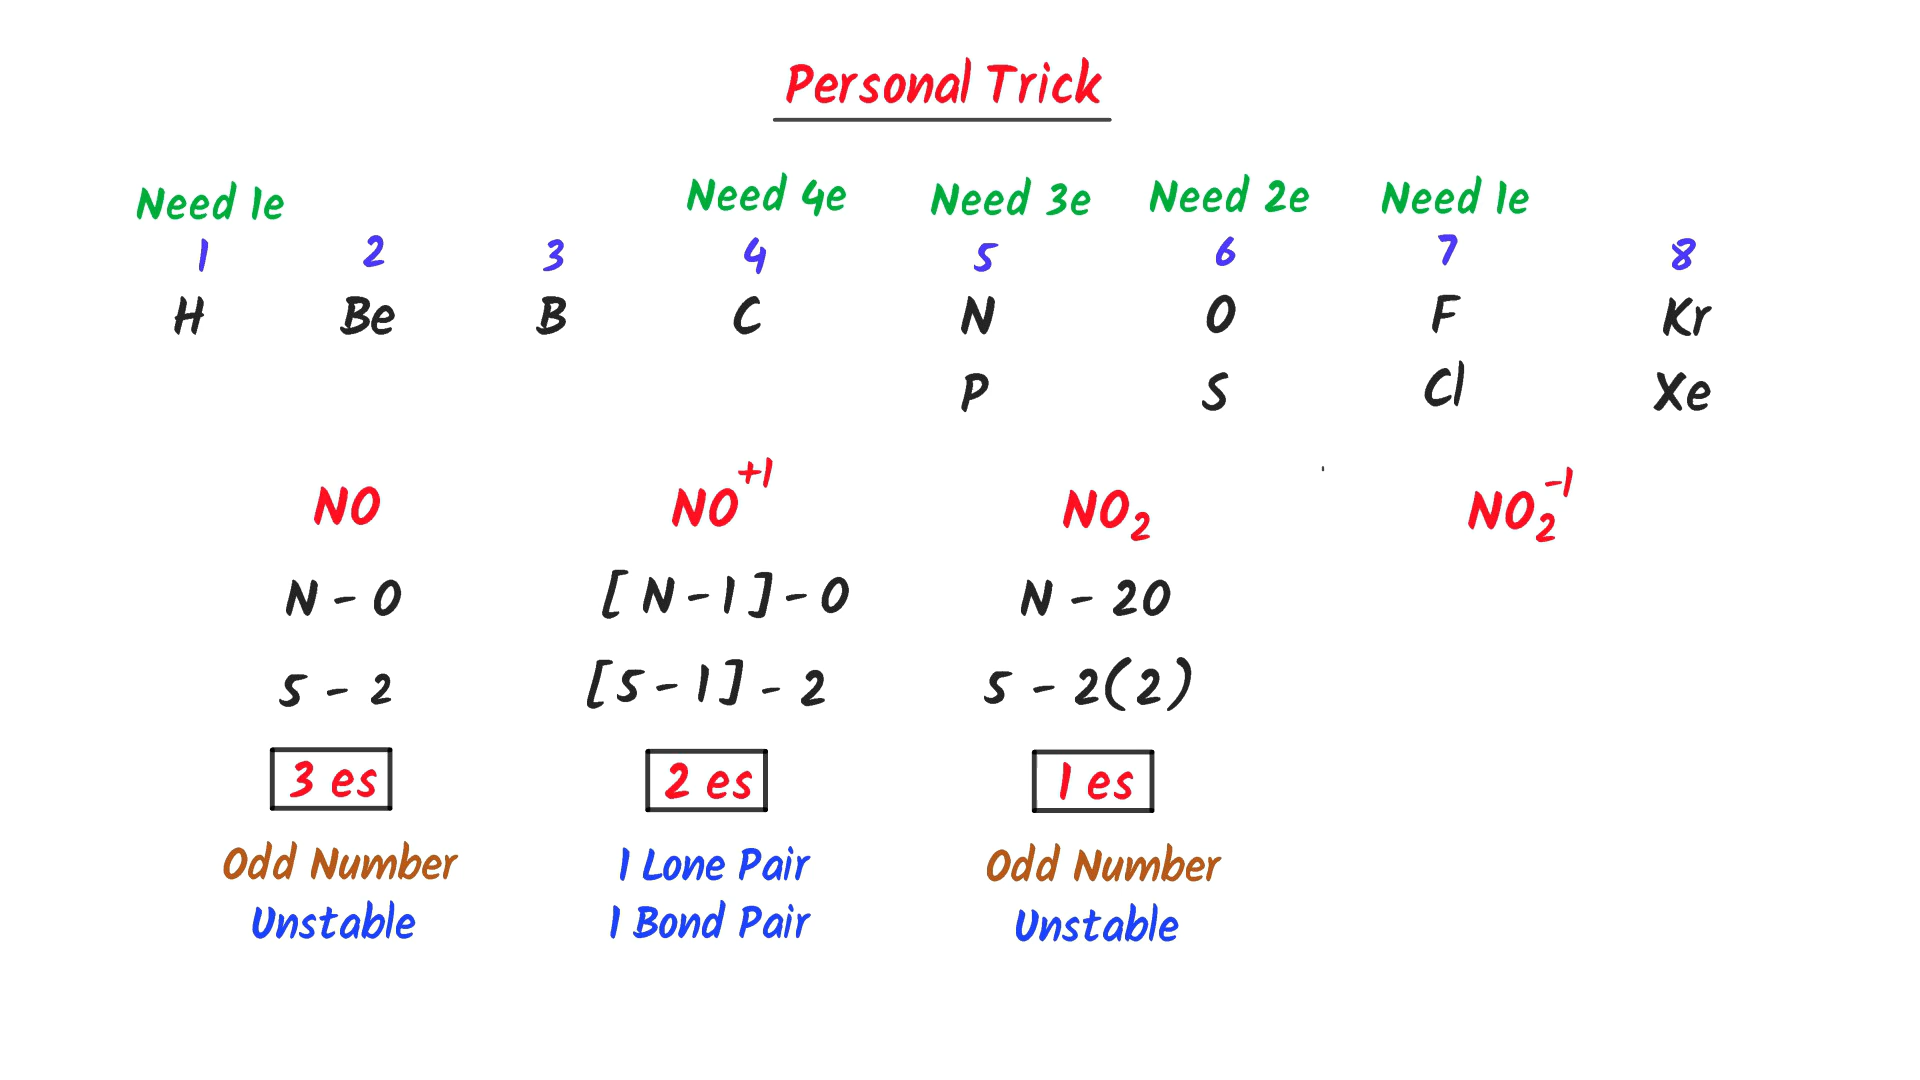 Personal Trick
Need 1e Need 4e Need 3e Need 2e Need 1e
1 2 3 4 5 6 7 8
H Be B C N O F Kr
P S Cl Xe
NO NO+1 NO2 NO2-1
N - O [N - 1] - O N - 2O
5 - 2 [5 - 1] - 2 5 - 2(2)
3 es 2 es 1 es
Odd Number 1 Lone Pair Odd Number
Unstable 1 Bond Pair Unstable